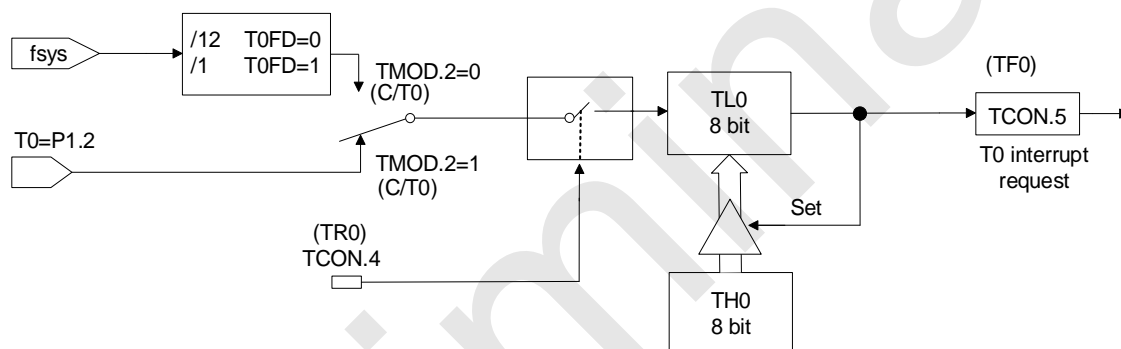 fsys
/12 T0FD=0
/1 T0FD=1
TMOD.2=0
(C/T0)
T0=P1.2
TMOD.2=1
(C/T0)
(TR0)
TCON.4
TL0
8 bit
Set
TH0
8 bit
(TF0)
TCON.5
T0 interrupt
request